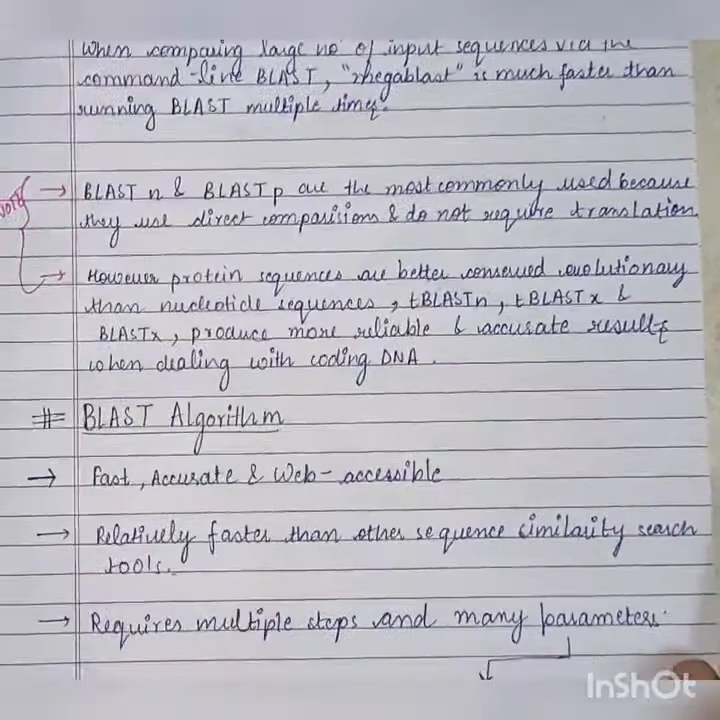 When comparing large no of input sequences via the
command-line BLAST, "megablast" is much faster than
running BLAST multiple times.
Note
→ BLAST n & BLAST p are the most commonly used because
they use direct comparisions & do not require translation
→ However protein sequences are better conserved evolutionary
than nucleotide sequences, tBLASTn, tBLASTx &
BLASTx, produce more reliable & accurate results
when dealing with coding DNA.
# BLAST Algorithm
→ Fast, Accurate & Web-accessible
→ Relatively faster than other sequence similarity search
tools.
→ Requires multiple steps and many parameters.
InShOt